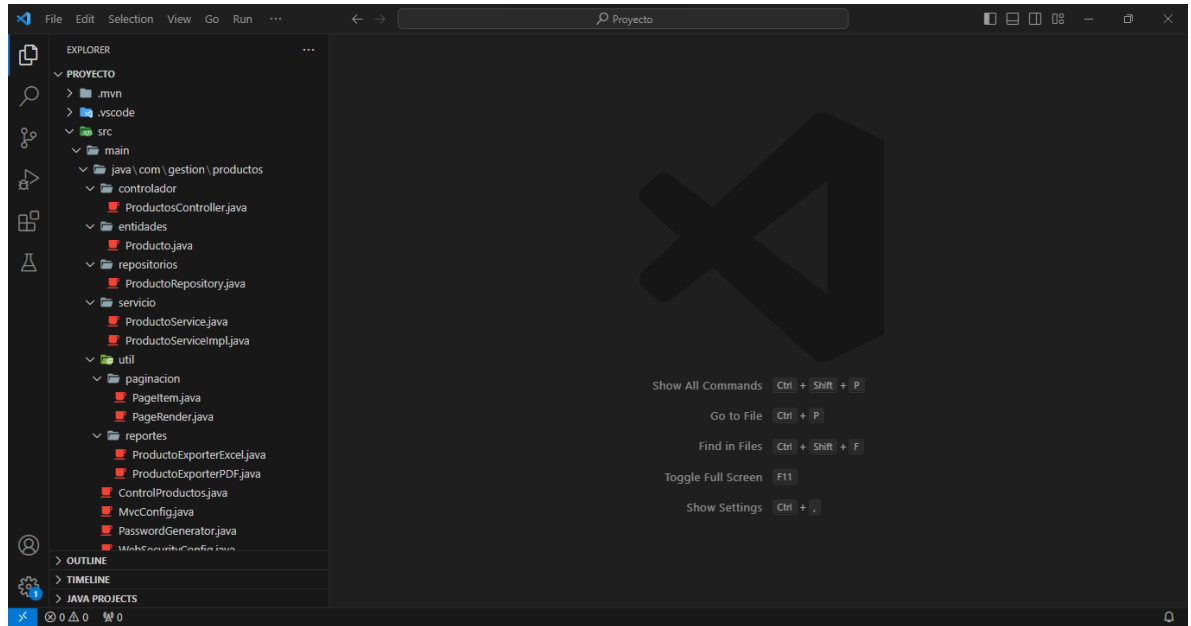 File Edit Selection View Go Run ··· Proyecto
EXPLORER ···
PROYECTO
.mvn
.vscode
src
main
java\com\gestion\productos
controlador
ProductosController.java
entidades
Producto.java
repositorios
ProductoRepository.java
servicio
ProductoService.java
ProductoServiceImpl.java
util
paginacion
PageItem.java
PageRender.java
reportes
ProductoExporterExcel.java
ProductoExporterPDF.java
ControlProductos.java
MvcConfig.java
PasswordGenerator.java
WebSecurityConfig.java
OUTLINE
TIMELINE
JAVA PROJECTS
1
0 0 0
Show All Commands Ctrl + Shift + P
Go to File Ctrl + P
Find in Files Ctrl + Shift + F
Toggle Full Screen F11
Show Settings Ctrl + ,